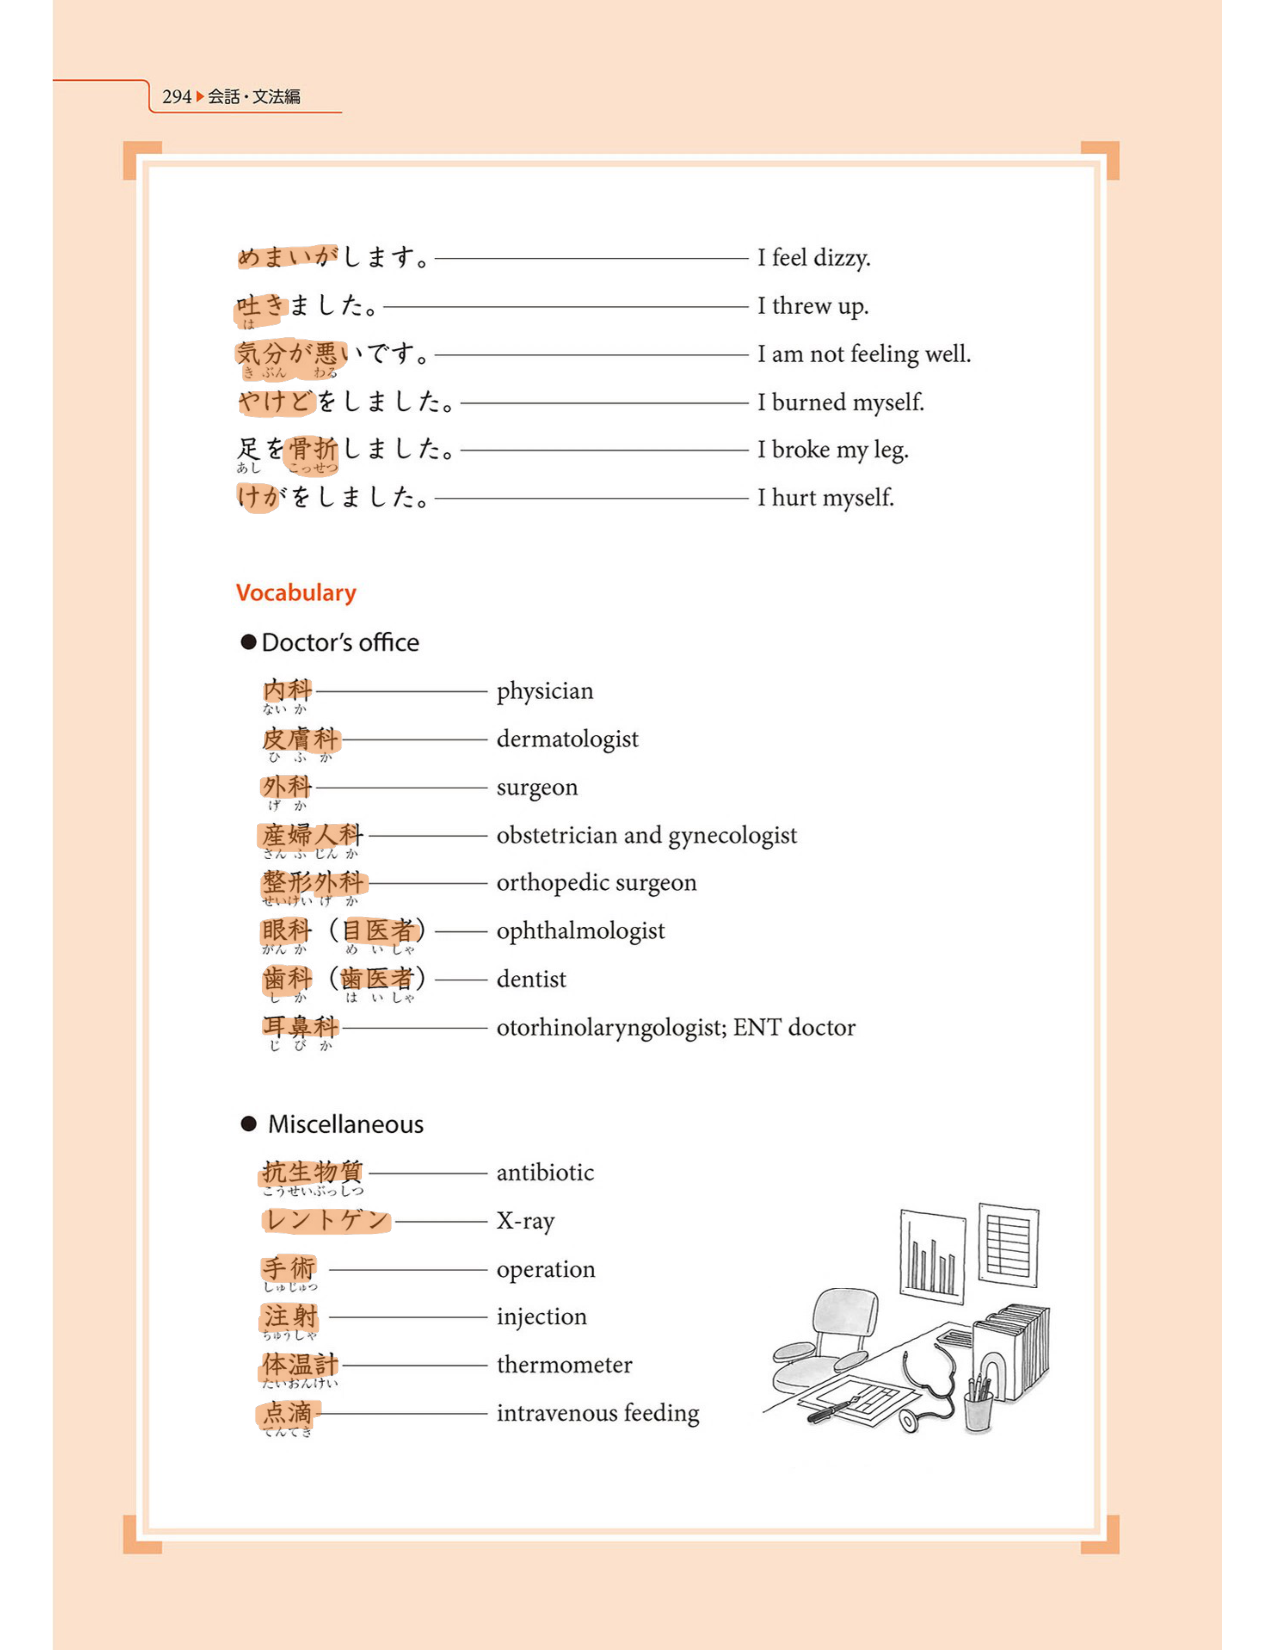 294 ▶ 会話・文法編
めまいがします。 I feel dizzy.
吐きました。 I threw up.
は
気分が悪いです。 I am not feeling well.
き ぶん わる
やけどをしました。 I burned myself.
足を骨折しました。 I broke my leg.
あし こっせつ
けがをしました。 I hurt myself.
Vocabulary
● Doctor's office
内科 physician
ない か
皮膚科 dermatologist
ひ ふ か
外科 surgeon
げ か
産婦人科 obstetrician and gynecologist
さん ふ じん か
整形外科 orthopedic surgeon
せいけい げ か
眼科（目医者） ophthalmologist
がん か め い しゃ
歯科（歯医者） dentist
し か は い しゃ
耳鼻科 otorhinolaryngologist; ENT doctor
じ び か
● Miscellaneous
抗生物質 antibiotic
こうせいぶっしつ
レントゲン X-ray
手術 operation
しゅじゅつ
注射 injection
ちゅうしゃ
体温計 thermometer
たいおんけい
点滴 intravenous feeding
てんてき